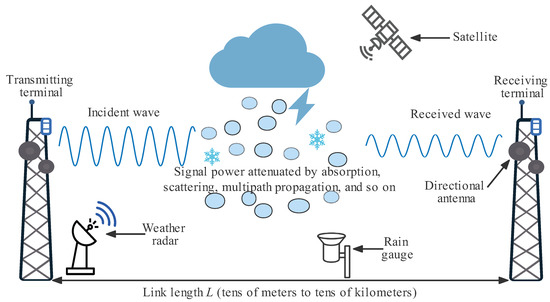 Satellite
Transmitting
terminal
Receiving
terminal
Incident wave
Received wave
Signal power attenuated by absorption,
scattering, multipath propagation, and so on
Directional
antenna
Weather
radar
Rain
gauge
Link length L (tens of meters to tens of kilometers)